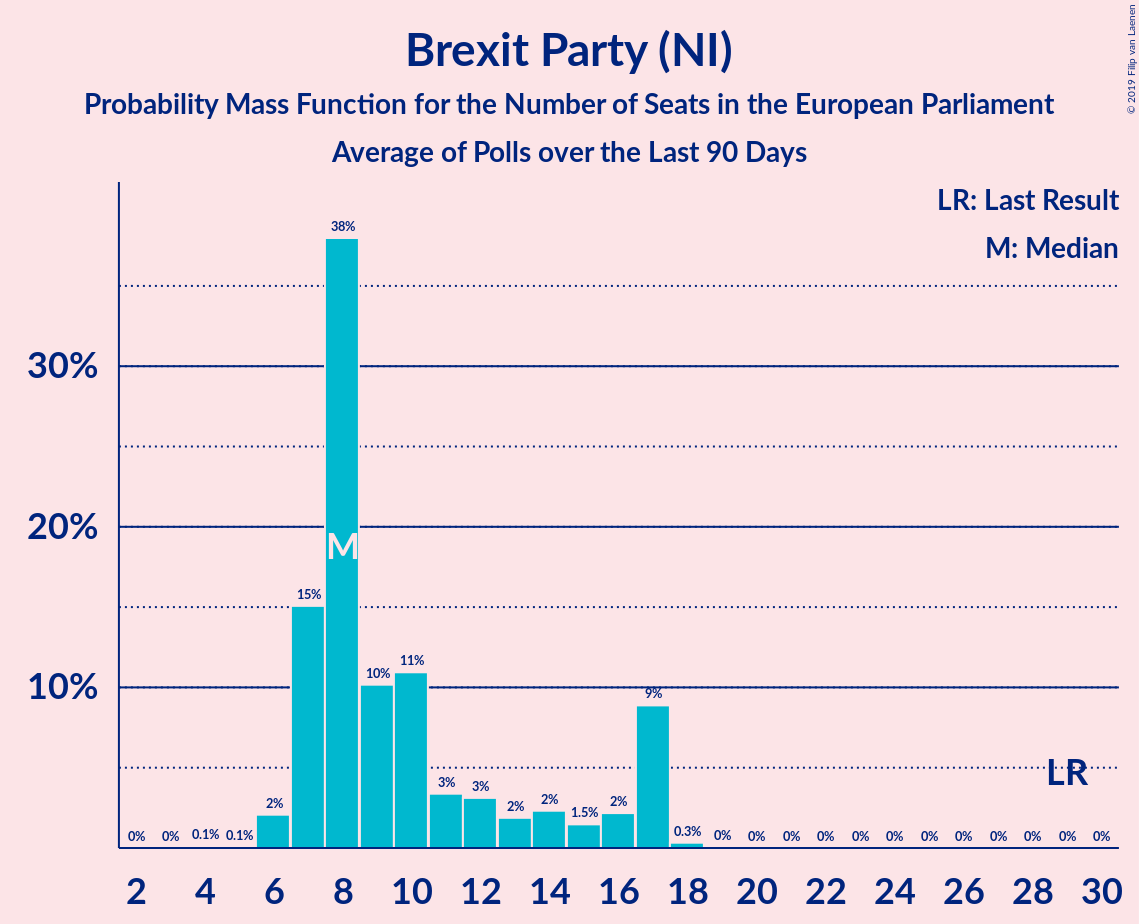 Brexit Party (NI)
Probability Mass Function for the Number of Seats in the European Parliament
Average of Polls over the Last 90 Days
© 2019 Filip van Laenen
LR: Last Result
M: Median
38%
30%
20%
M
15%
11%
10%
10%
9%
LR
3%
3%
2%
2%
2%
1.5%
2%
0% 0% 0.1% 0.1% 0.3% 0% 0% 0% 0% 0% 0% 0% 0% 0% 0% 0% 0%
2 4 6 8 10 12 14 16 18 20 22 24 26 28 30